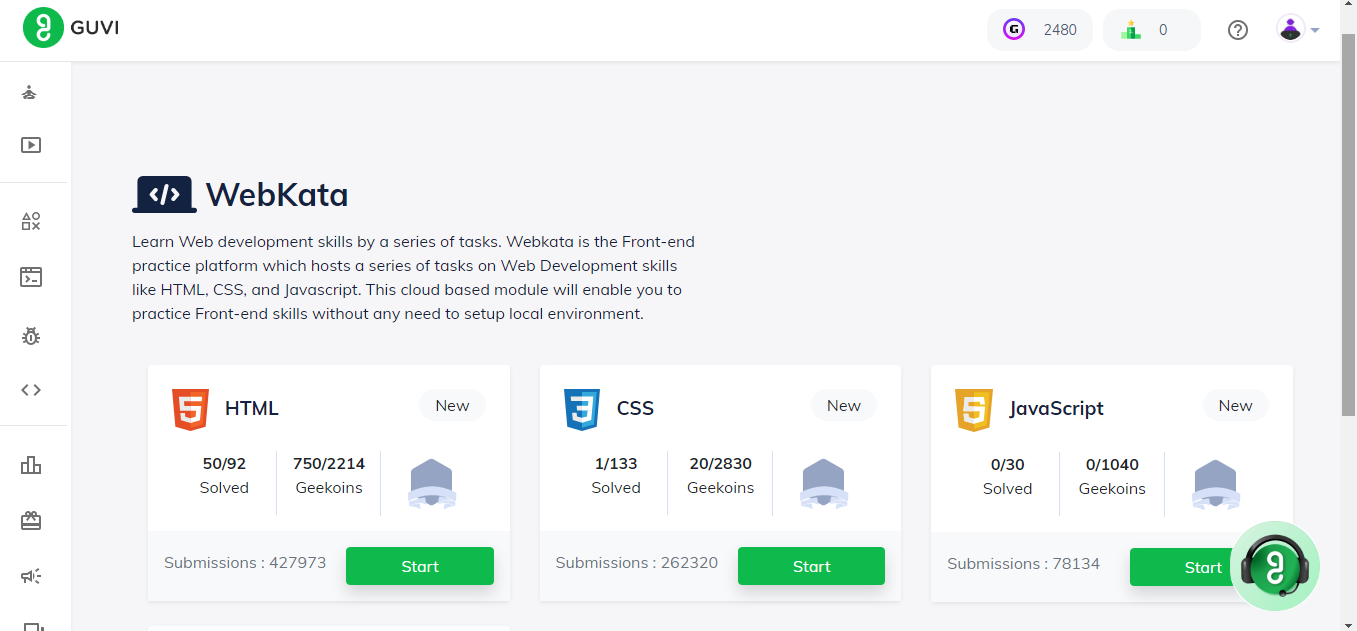 GUVI
2480
0
WebKata
Learn Web development skills by a series of tasks. Webkata is the Front-end
practice platform which hosts a series of tasks on Web Development skills
like HTML, CSS, and Javascript. This cloud based module will enable you to
practice Front-end skills without any need to setup local environment.
HTML
New
50/92
Solved
750/2214
Geekoins
Submissions : 427973
Start
CSS
New
1/133
Solved
20/2830
Geekoins
Submissions : 262320
Start
JavaScript
New
0/30
Solved
0/1040
Geekoins
Submissions : 78134
Start